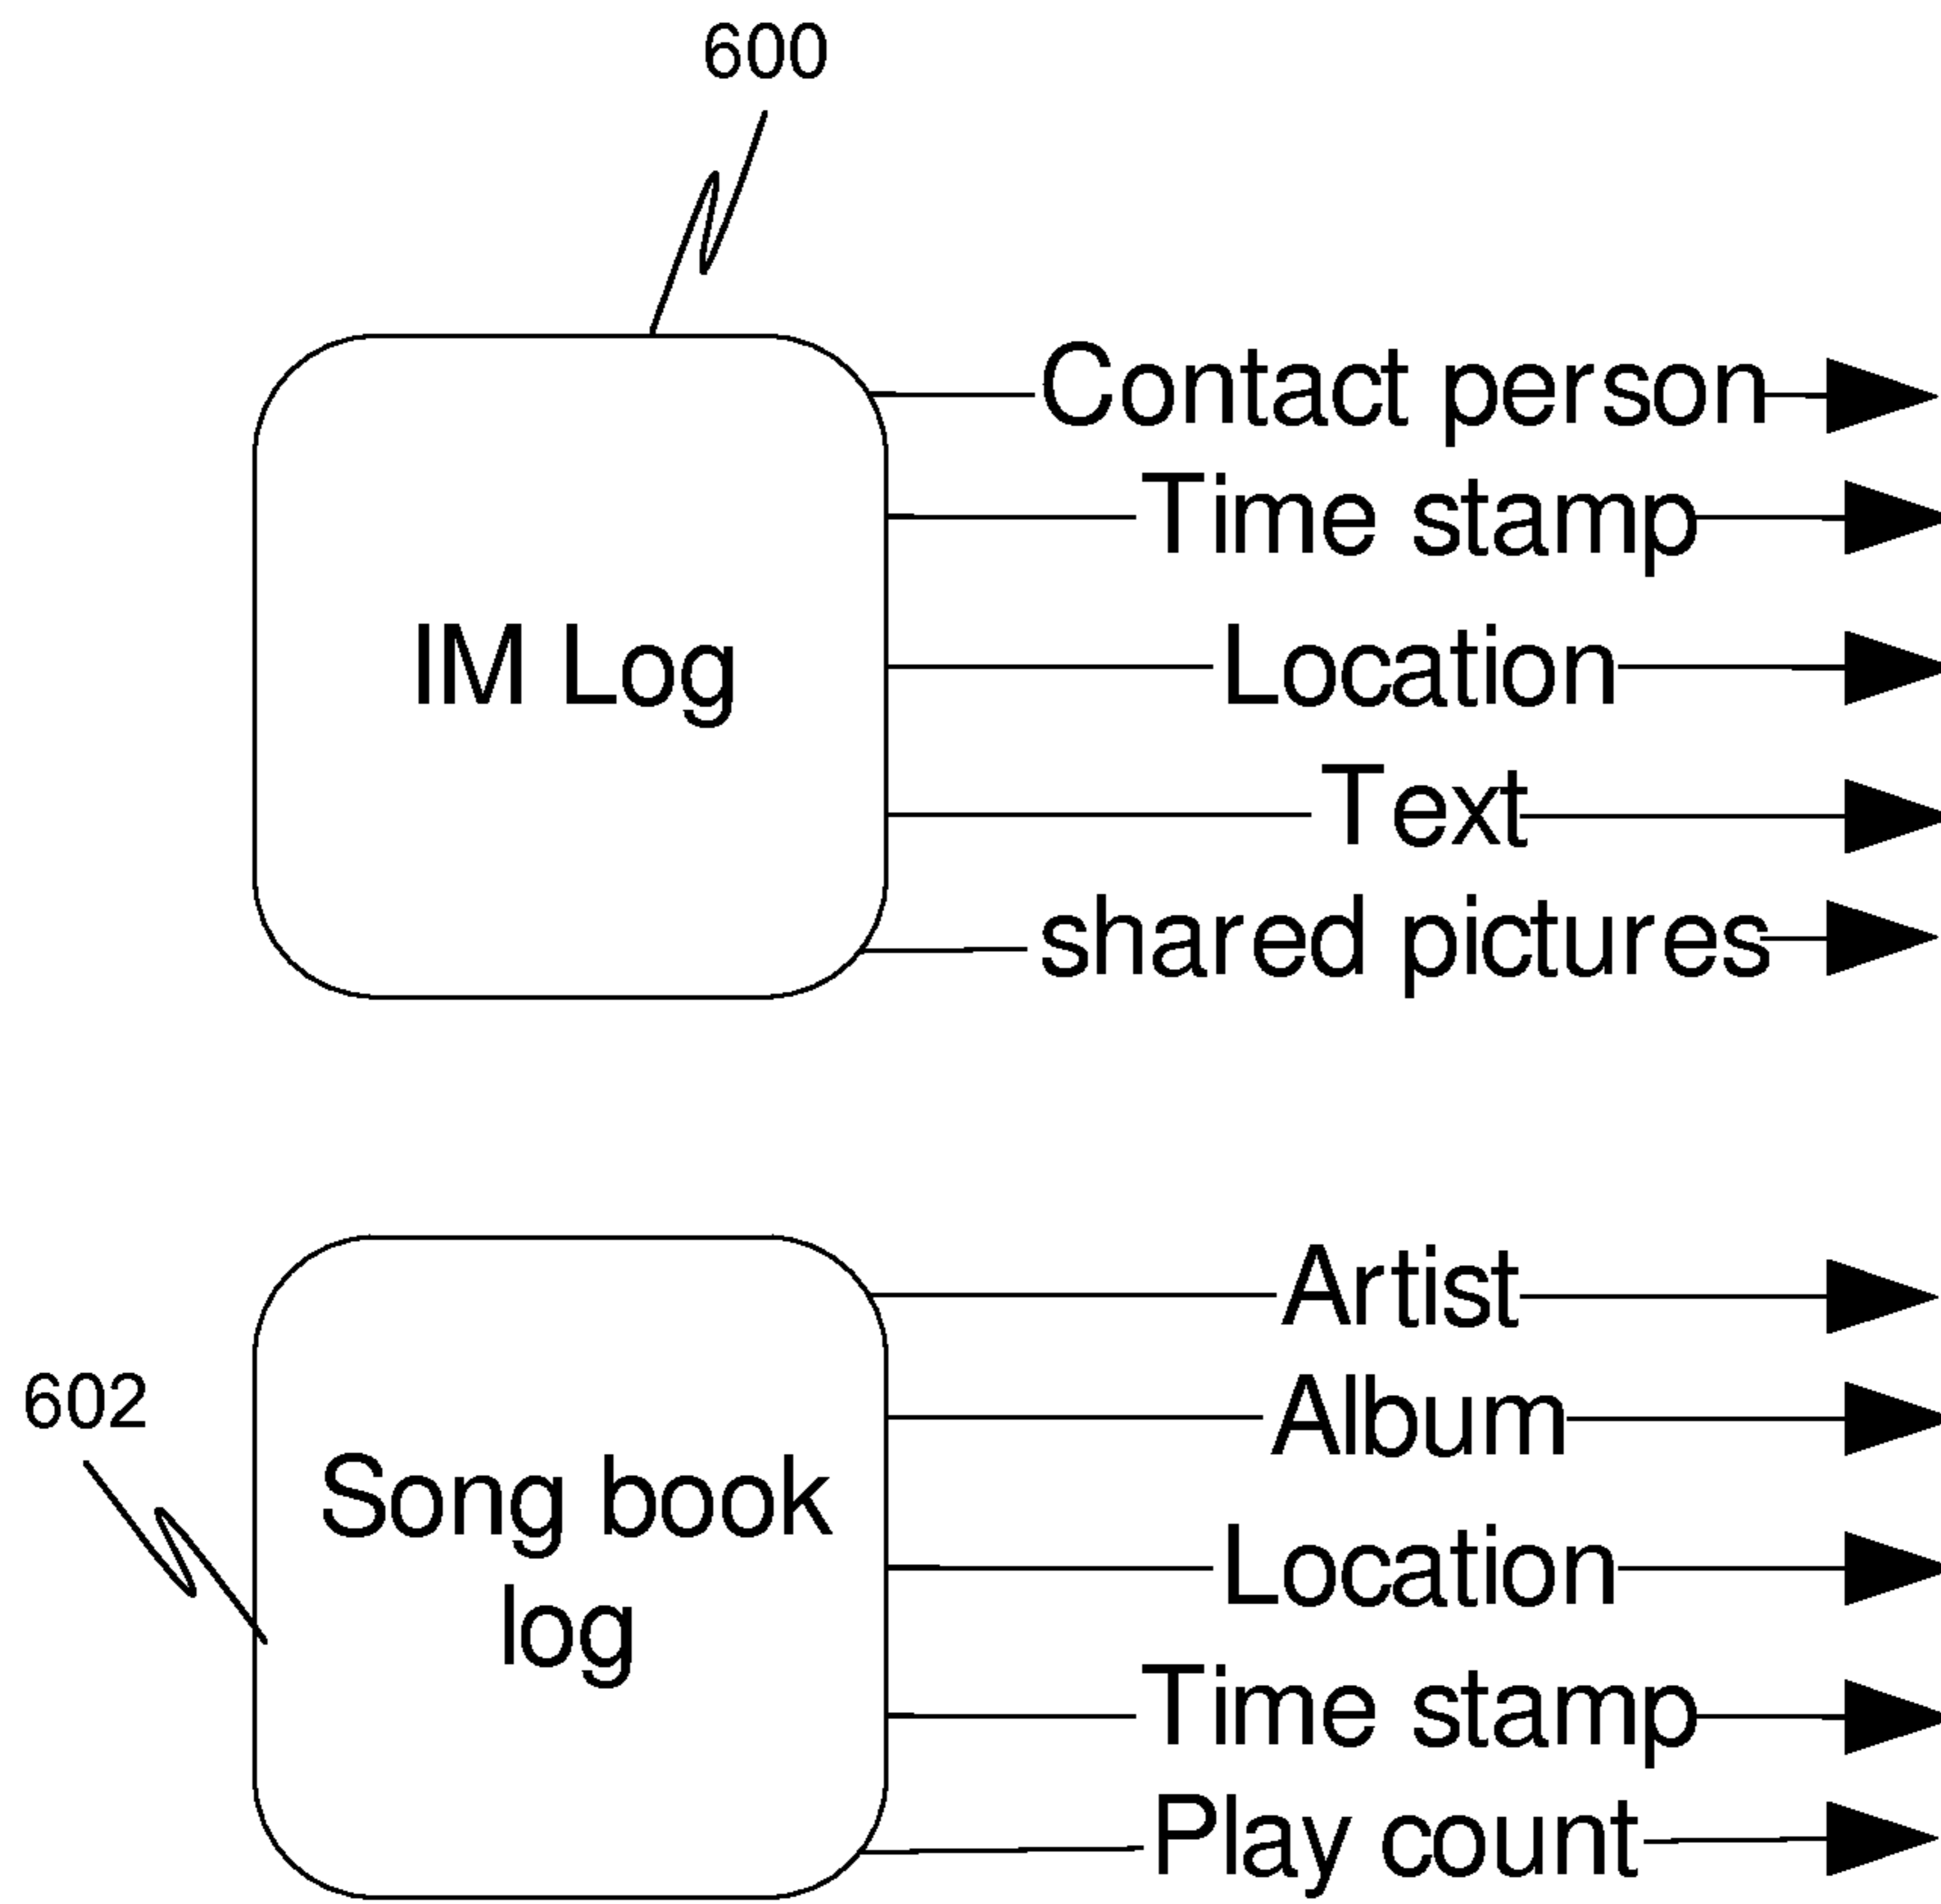 600
Contact person
Time stamp
IM Log
Location
Text
shared pictures
Artist
602
Album
Song book
log
Location
Time stamp
Play count